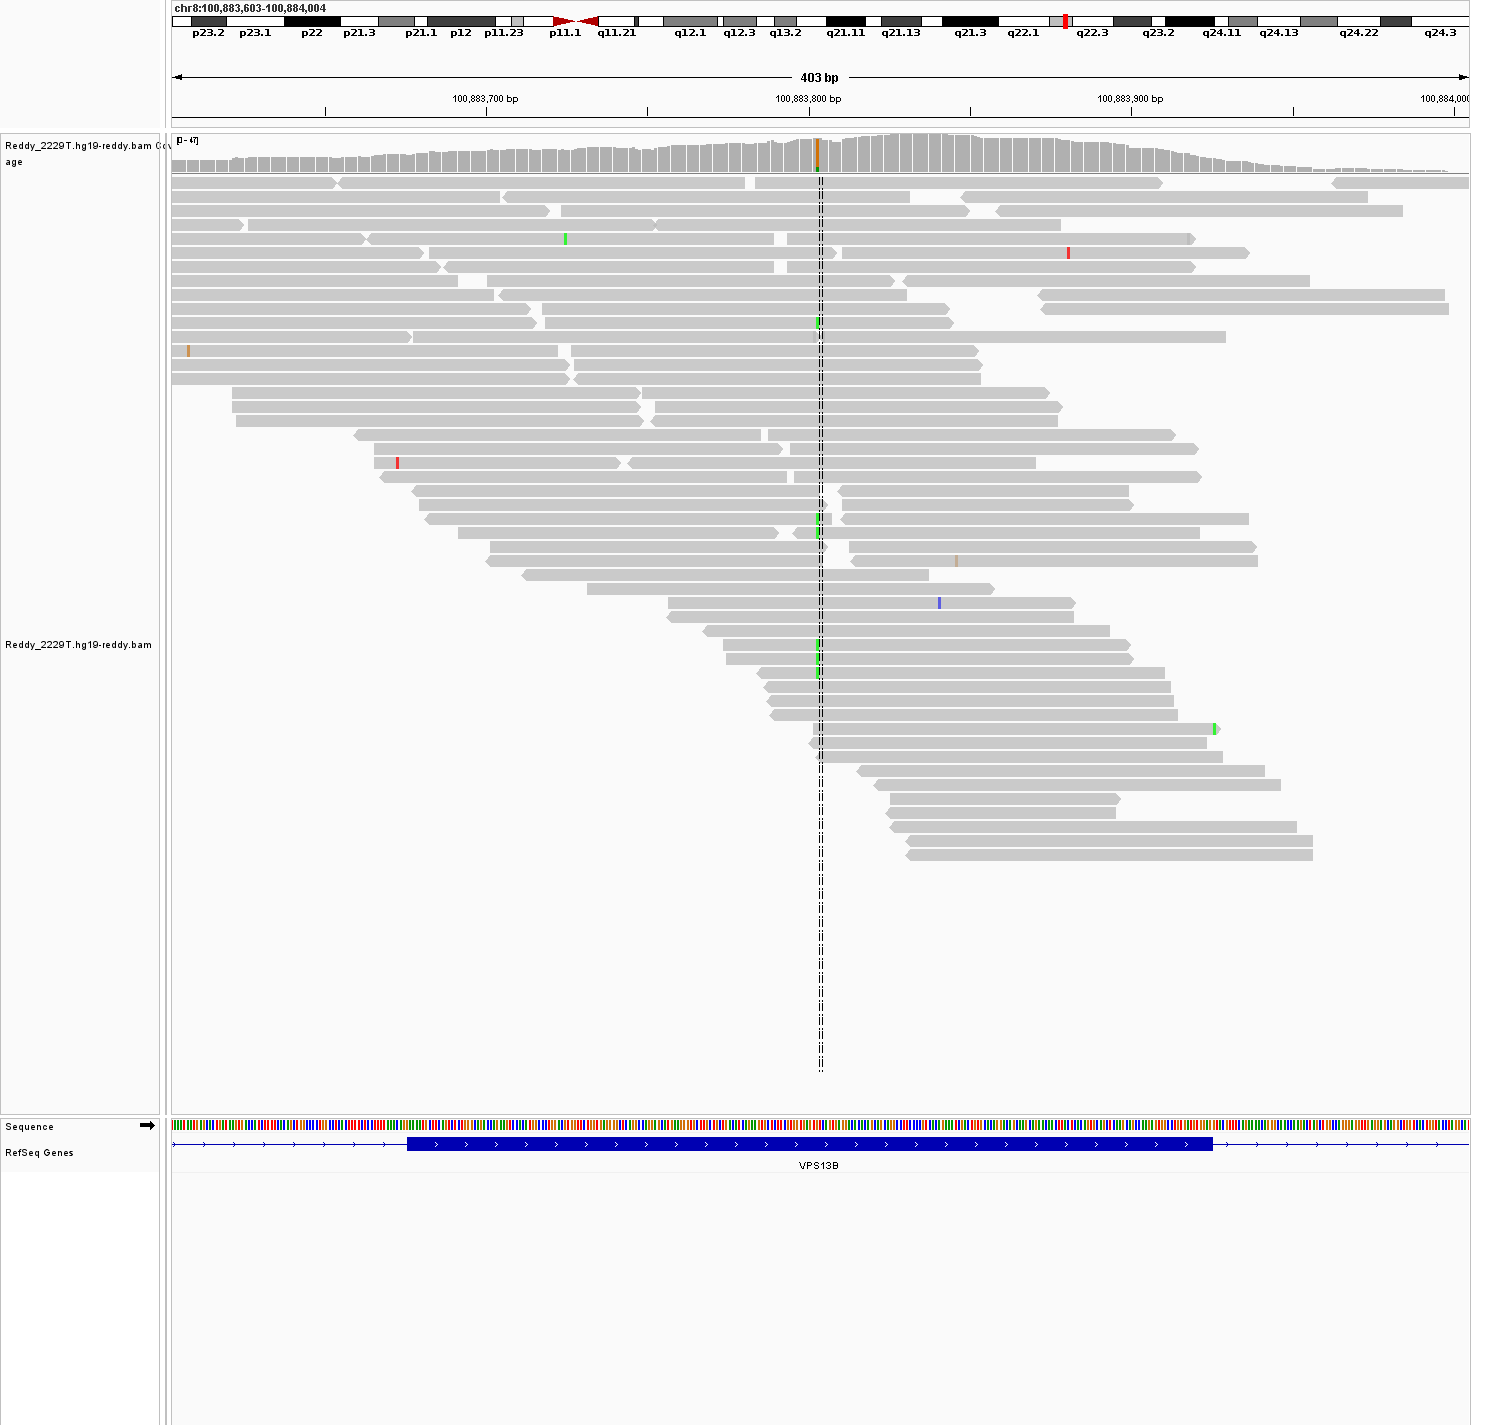 chr8:100,883,603-100,884,004
p23.2 p23.1 p22 p21.3 p21.1 p12 p11.23 p11.1 q11.21 q12.1 q12.3 q13.2 q21.11 q21.13 q21.3 q22.1 q22.3 q23.2 q24.11 q24.13 q24.22 q24.3
403 bp
100,883,700 bp 100,883,800 bp 100,883,900 bp 100,884,000
Reddy_2229T.hg19-reddy.bam Cov
age
[0 - 47]
Reddy_2229T.hg19-reddy.bam
Sequence
RefSeq Genes
VPS13B